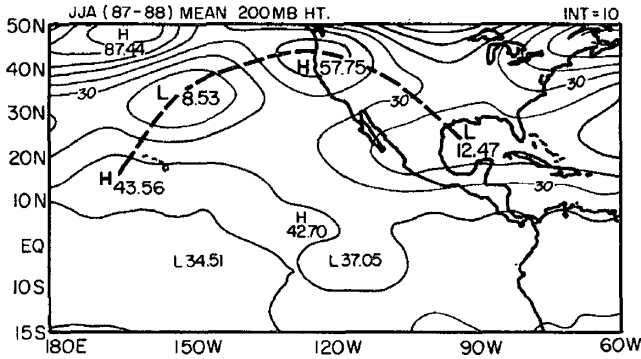 JJA (87-88) MEAN 200MB HT. INT=10
50N
H
87.44
40N
H 57.75
30
L
8.53
30
30
30N
L
12.47
20N
H 43.56
30
10N
H
42.70
EQ
L 34.51
L 37.05
10S
15S
180E 150W 120W 90W 60W